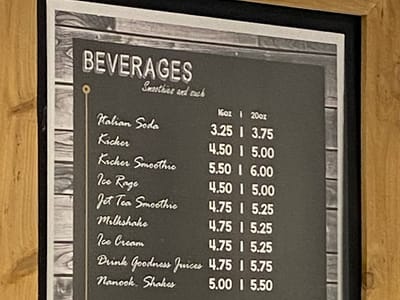 BEVERAGES
Smoothies and such
16oz | 20oz
Italian Soda 3.25 | 3.75
Kicker 4.50 | 5.00
Kicker Smoothie 5.50 | 6.00
Ice Rage 4.50 | 5.00
Jet Tea Smoothie 4.75 | 5.25
Milkshake 4.75 | 5.25
Ice Cream 4.75 | 5.25
Drink Goodness Juices 4.75 | 5.75
Nanook Shakes 5.00 | 5.50